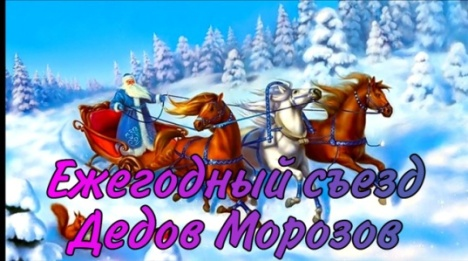 Ежегодный съезд
Дедов Морозов